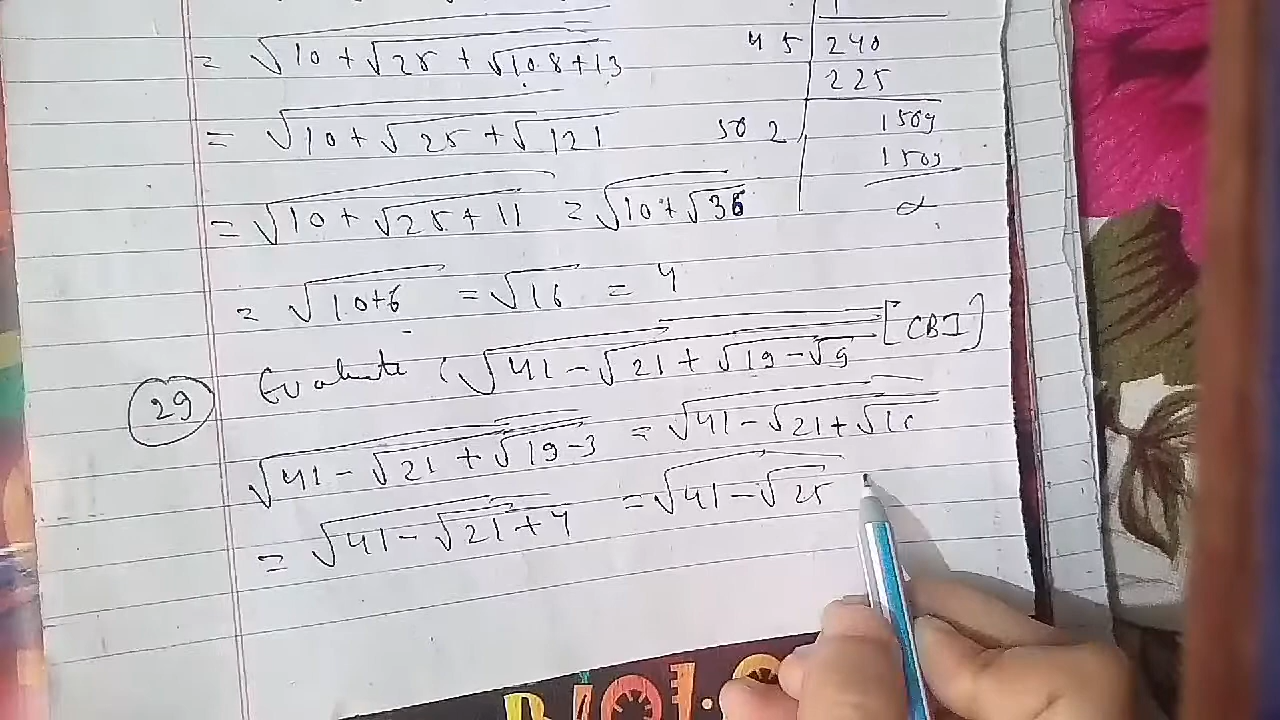 = √10 + √25 + √108 + 13
= √10 + √25 + √121
= √10 + √25 + 11 = √10 + √36
= √10+6 = √16 = 4
29 Evaluate : √41 - √21 + √19 - √9 [CBI]
√41 - √21 + √19-3 = √41 - √21 + √16
= √41 - √21 + 4 = √41 - √25
45 240
225
502 1509
1509